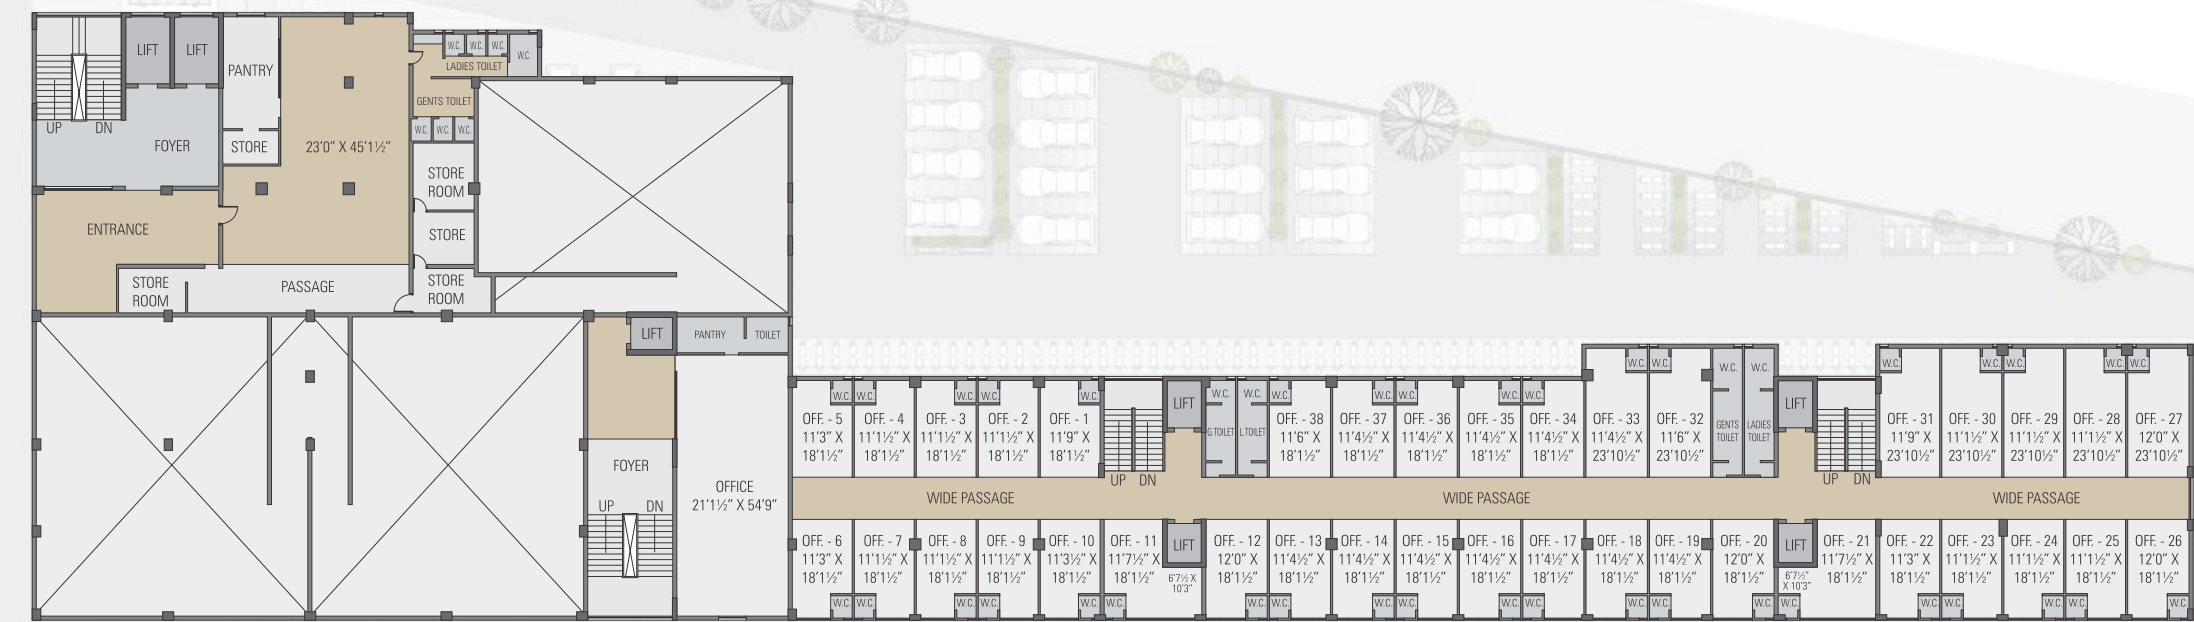 LIFT
LIFT
PANTRY
UP
DN
FOYER
STORE
23'0" X 45'1½"
W.C.
W.C.
W.C.
W.C.
LADIES TOILET
GENTS TOILET
W.C.
W.C.
W.C.
STORE
ROOM
STORE
STORE
ROOM
ENTRANCE
STORE
ROOM
PASSAGE
LIFT
PANTRY
TOILET
FOYER
UP
DN
OFFICE
21'1½" X 54'9"
W.C.
OFF. - 5
11'3" X
18'1½"
W.C.
OFF. - 4
11'1½" X
18'1½"
W.C.
OFF. - 3
11'1½" X
18'1½"
W.C.
OFF. - 2
11'1½" X
18'1½"
W.C.
OFF. - 1
11'9" X
18'1½"
UP
DN
LIFT
W.C.
G.TOILET
W.C.
L.TOILET
W.C.
OFF. - 38
11'6" X
18'1½"
W.C.
OFF. - 37
11'4½" X
18'1½"
W.C.
OFF. - 36
11'4½" X
18'1½"
W.C.
OFF. - 35
11'4½" X
18'1½"
W.C.
OFF. - 34
11'4½" X
18'1½"
W.C.
OFF. - 33
11'4½" X
23'10½"
W.C.
OFF. - 32
11'6" X
23'10½"
W.C.
GENTS
TOILET
W.C.
LADIES
TOILET
LIFT
UP
DN
W.C.
OFF. - 31
11'9" X
23'10½"
W.C.
OFF. - 30
11'1½" X
23'10½"
W.C.
OFF. - 29
11'1½" X
23'10½"
W.C.
OFF. - 28
11'1½" X
23'10½"
W.C.
OFF. - 27
12'0" X
23'10½"
WIDE PASSAGE
WIDE PASSAGE
WIDE PASSAGE
OFF. - 6
11'3" X
18'1½"
W.C.
OFF. - 7
11'1½" X
18'1½"
W.C.
OFF. - 8
11'1½" X
18'1½"
W.C.
OFF. - 9
11'1½" X
18'1½"
W.C.
OFF. - 10
11'3½" X
18'1½"
W.C.
OFF. - 11
11'7½" X
18'1½"
W.C.
LIFT
6'7½ X
10'3"
OFF. - 12
12'0" X
18'1½"
W.C.
OFF. - 13
11'4½" X
18'1½"
W.C.
OFF. - 14
11'4½" X
18'1½"
W.C.
OFF. - 15
11'4½" X
18'1½"
W.C.
OFF. - 16
11'4½" X
18'1½"
W.C.
OFF. - 17
11'4½" X
18'1½"
W.C.
OFF. - 18
11'4½" X
18'1½"
W.C.
OFF. - 19
11'4½" X
18'1½"
W.C.
OFF. - 20
12'0" X
18'1½"
W.C.
LIFT
6'7½"
X 10'3"
W.C.
OFF. - 21
11'7½" X
18'1½"
OFF. - 22
11'3" X
18'1½"
W.C.
OFF. - 23
11'1½" X
18'1½"
W.C.
OFF. - 24
11'1½" X
18'1½"
W.C.
OFF. - 25
11'1½" X
18'1½"
W.C.
OFF. - 26
12'0" X
18'1½"
W.C.